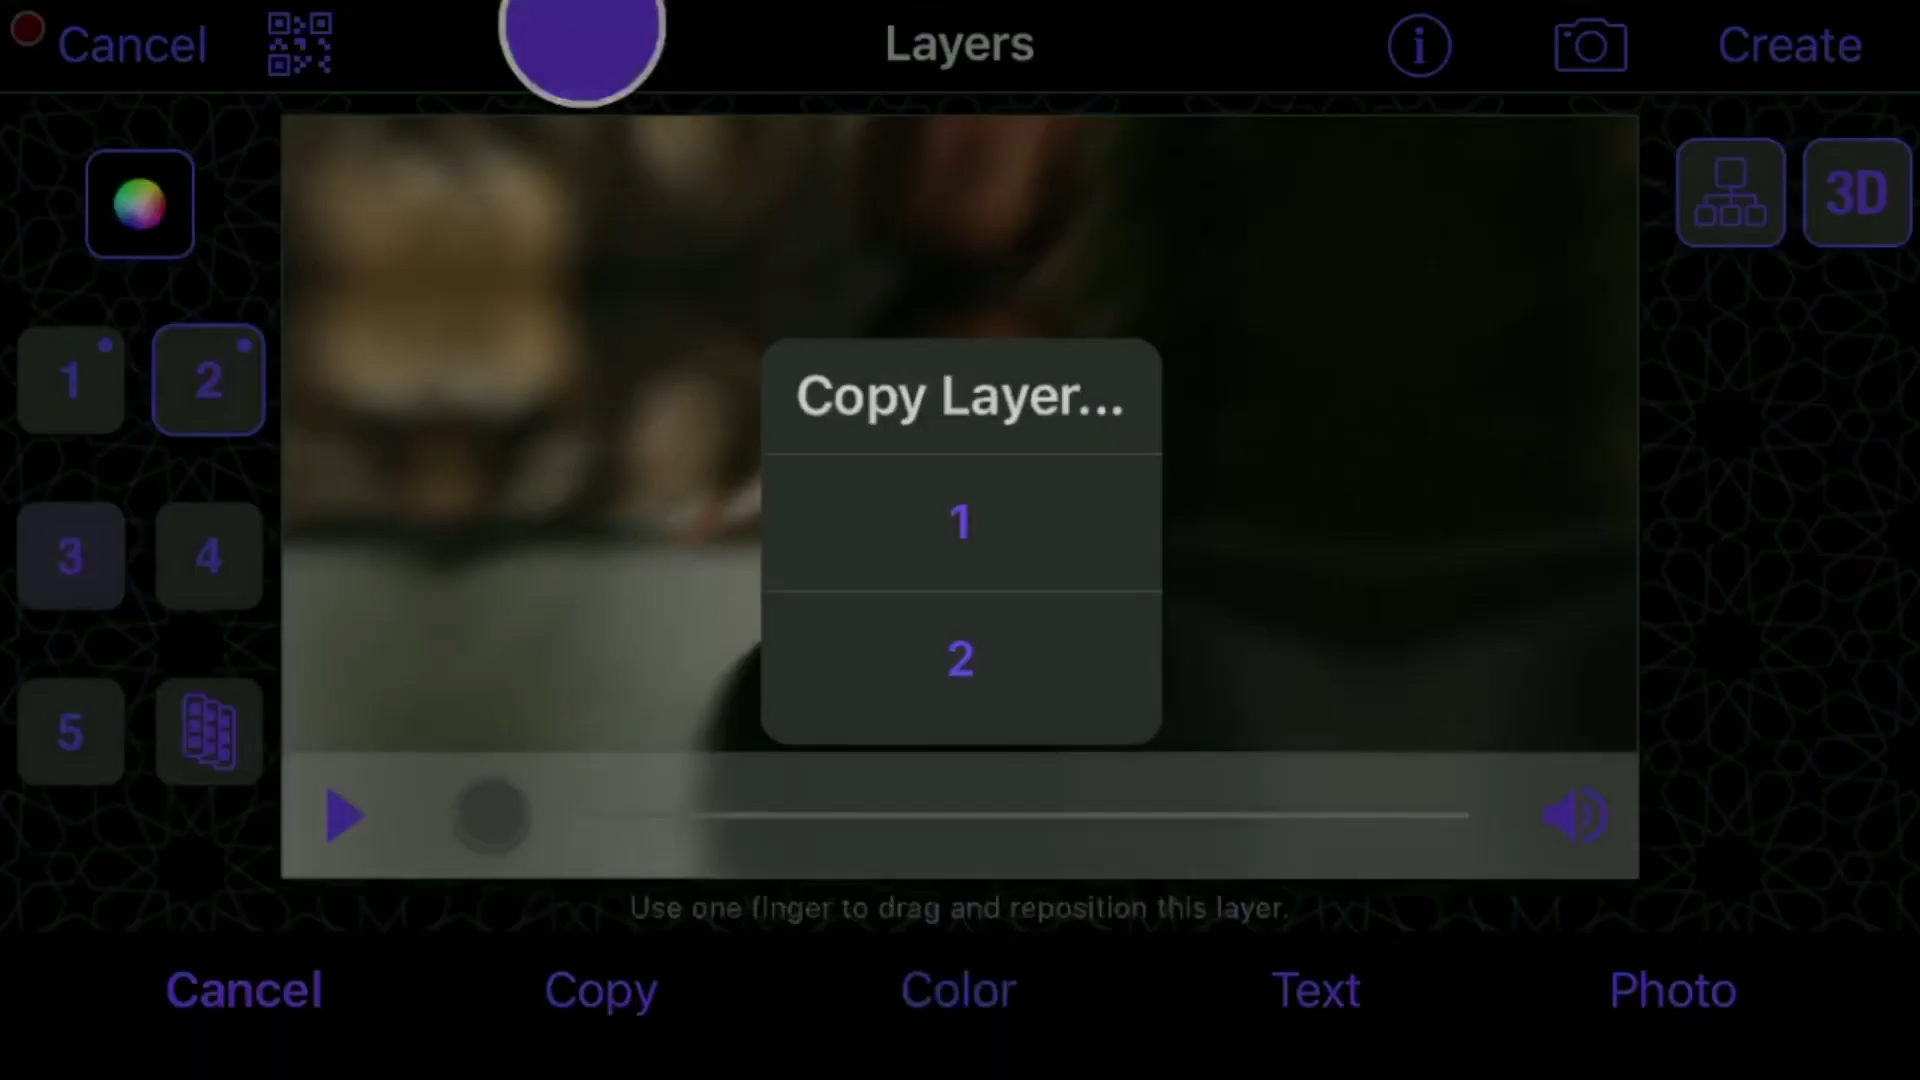 Cancel
Layers
Create
3D
1
2
3
4
5
Copy Layer...
1
2
Use one finger to drag and reposition this layer.
Cancel
Copy
Color
Text
Photo